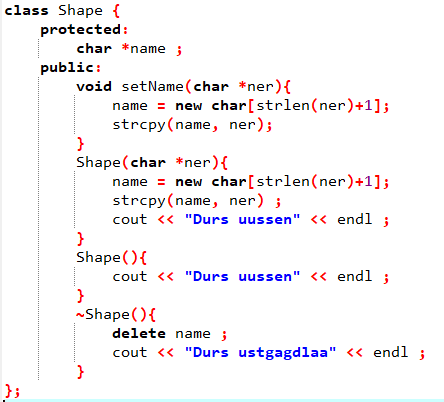 class Shape {
protected:
char *name ;
public:
void setName(char *ner){
name = new char[strlen(ner)+1];
strcpy(name, ner);
}
Shape(char *ner){
name = new char[strlen(ner)+1];
strcpy(name, ner) ;
cout << "Durs uussen" << endl ;
}
Shape(){
cout << "Durs uussen" << endl ;
}
~Shape(){
delete name ;
cout << "Durs ustgagdlaa" << endl ;
}
};